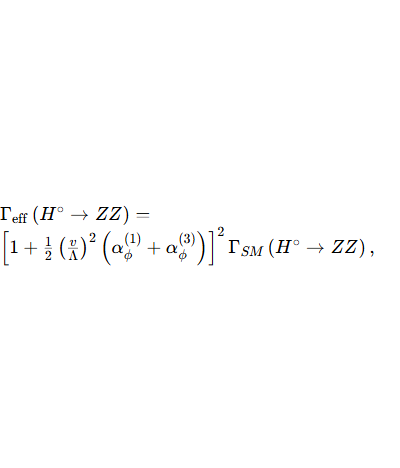 Γ_eff (H° → ZZ) =
[1 + 1/2 (v/Λ)^2 (α_ϕ^(1) + α_ϕ^(3))]^2 Γ_SM (H° → ZZ) ,